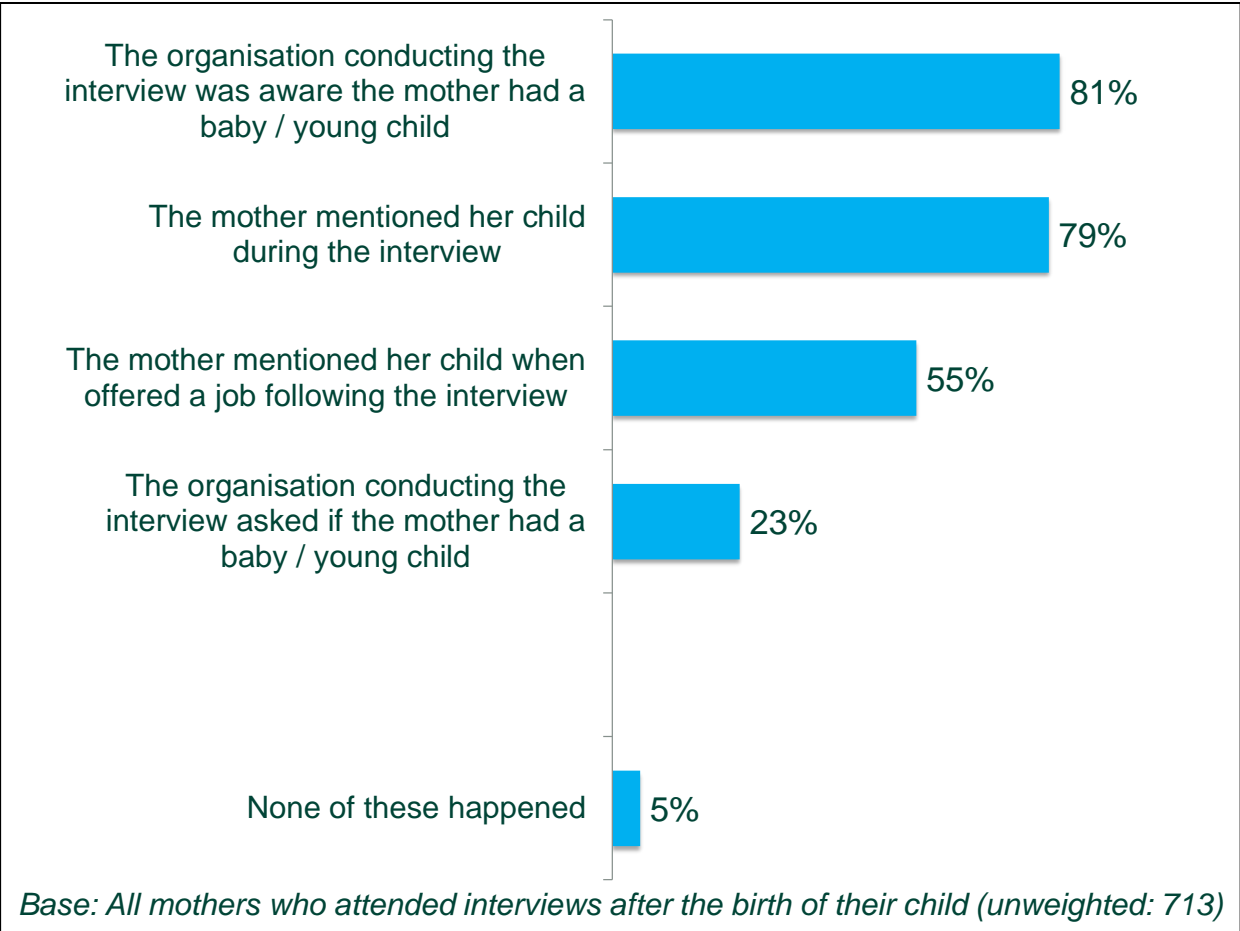 The organisation conducting the
interview was aware the mother had a
baby / young child
81%
The mother mentioned her child
during the interview
79%
The mother mentioned her child when
offered a job following the interview
55%
The organisation conducting the
interview asked if the mother had a
baby / young child
23%
None of these happened
5%
Base: All mothers who attended interviews after the birth of their child (unweighted: 713)